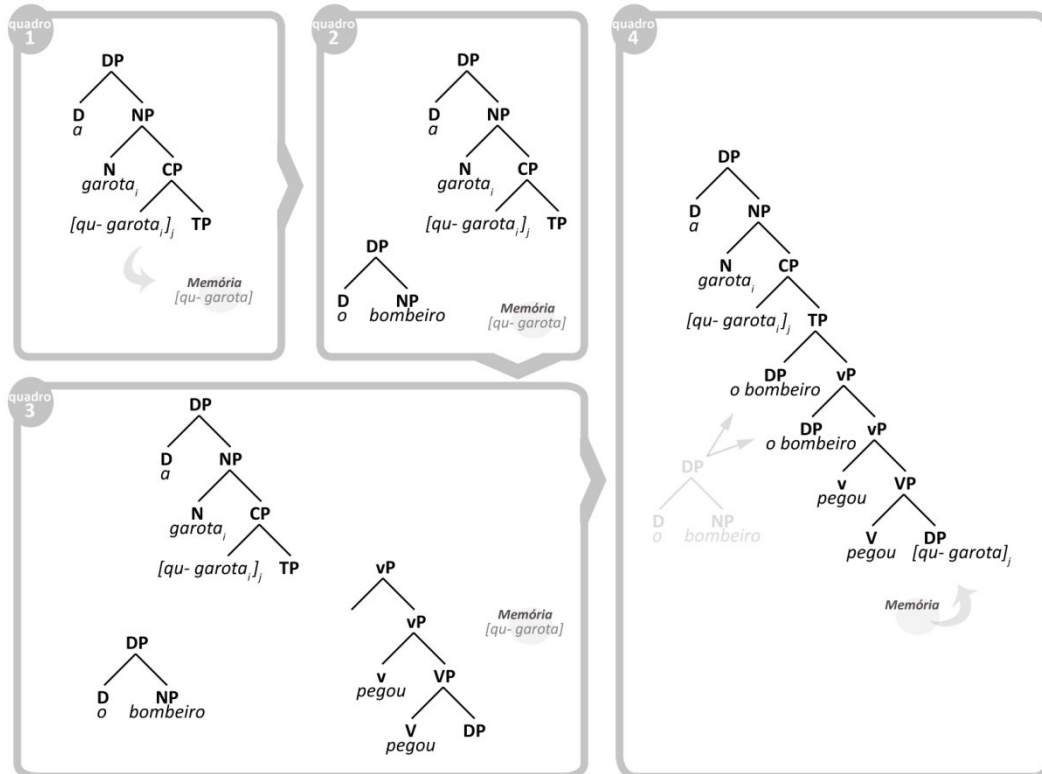 quadro
1
DP
D
a
NP
N
garota i
CP
[qu- garota i ] j
TP
Memória
[qu- garota]
quadro
2
DP
D
a
NP
N
garota i
CP
[qu- garota i ] j
TP
DP
D
o
NP
bombeiro
Memória
[qu- garota]
quadro
3
DP
D
a
NP
N
garota i
CP
[qu- garota i ] j
TP
DP
D
o
NP
bombeiro
vP
vP
v
pegou
VP
V
pegou
DP
Memória
[qu- garota]
quadro
4
DP
D
a
NP
N
garota i
CP
[qu- garota i ] j
TP
DP
o bombeiro
vP
DP
o bombeiro
vP
v
pegou
VP
V
pegou
DP
[qu- garota] j
DP
D
o
NP
bombeiro
Memória